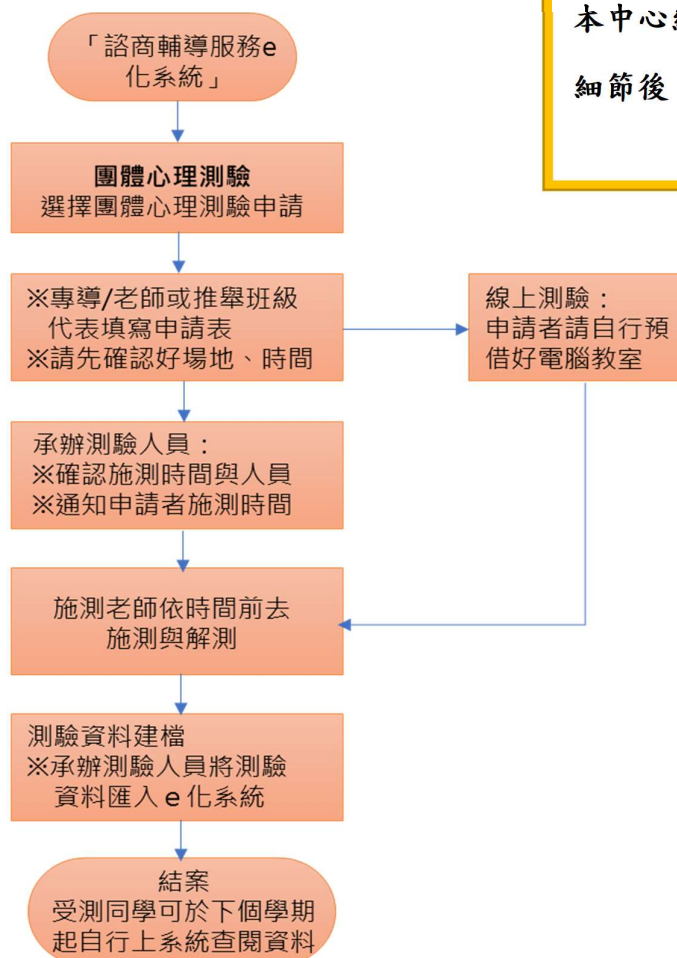 本中心
細節後
「諮商輔導服務e
化系統」
團體心理測驗
選擇團體心理測驗申請
※專導/老師或推舉班級
代表填寫申請表
※請先確認好場地、時間
線上測驗：
申請者請自行預
借好電腦教室
承辦測驗人員：
※確認施測時間與人員
※通知申請者施測時間
施測老師依時間前去
施測與解測
測驗資料建檔
※承辦測驗人員將測驗
資料匯入e化系統
結案
受測同學可於下個學期
起自行上系統查閱資料